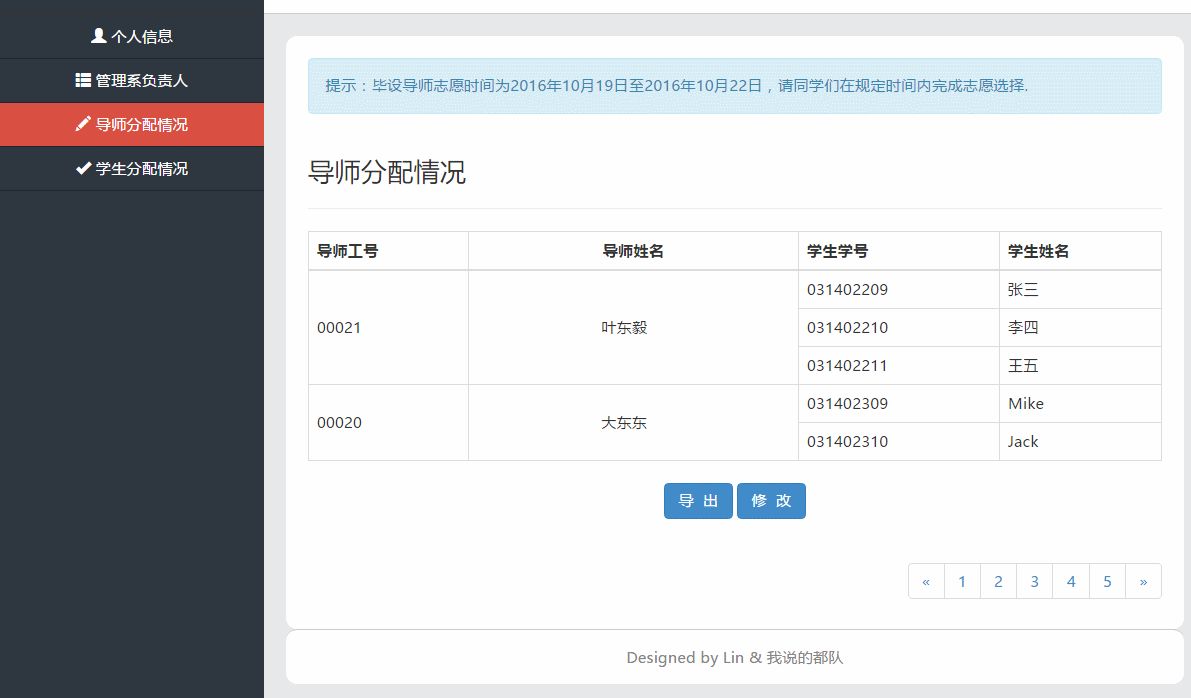 个人信息
管理系负责人
导师分配情况
学生分配情况
提示：毕设导师志愿时间为2016年10月19日至2016年10月22日，请同学们在规定时间内完成志愿选择.
导师分配情况
导师工号 导师姓名 学生学号 学生姓名
00021 叶东毅 031402209 张三
031402210 李四
031402211 王五
00020 大东东 031402309 Mike
031402310 Jack
导 出 修 改
« 1 2 3 4 5 »
Designed by Lin & 我说的都队